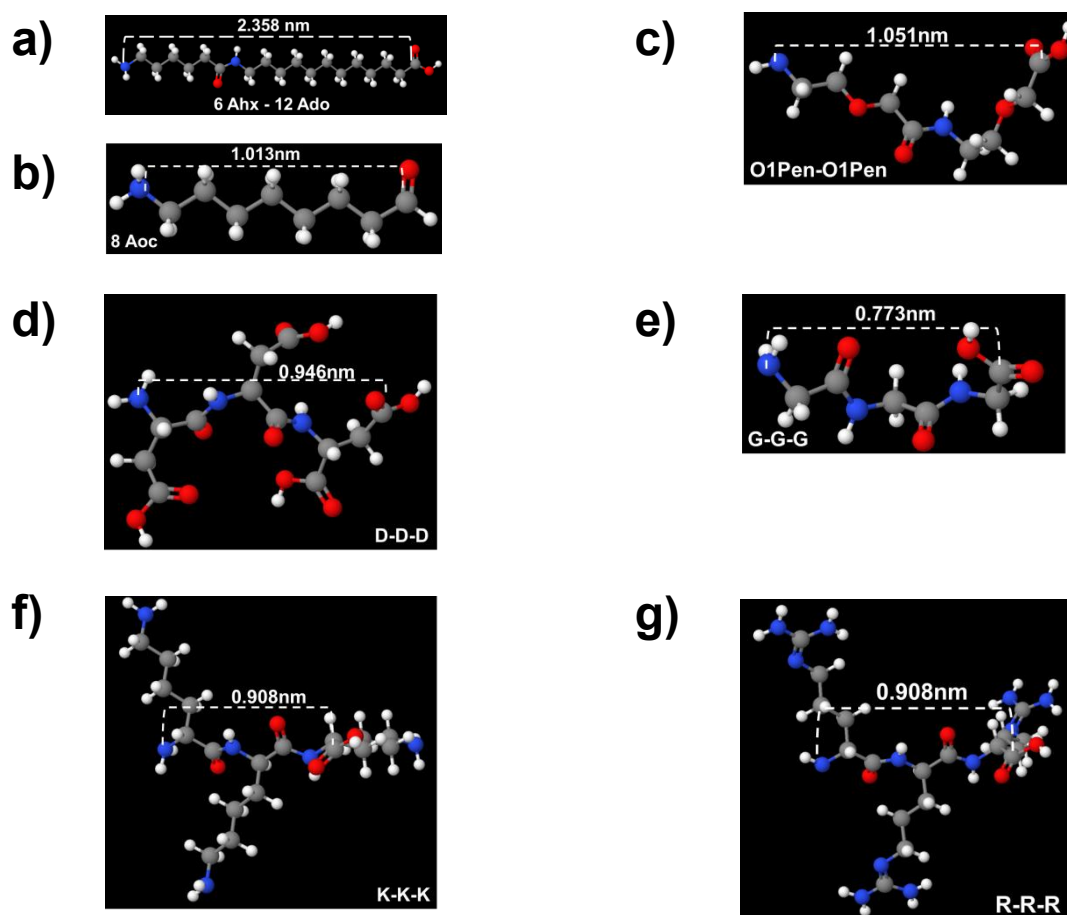 a)
2.358 nm
6 Ahx - 12 Ado
b)
1.013nm
8 Aoc
c)
1.051nm
O1Pen-O1Pen
d)
0.946nm
D-D-D
e)
0.773nm
G-G-G
f)
0.908nm
K-K-K
g)
0.908nm
R-R-R